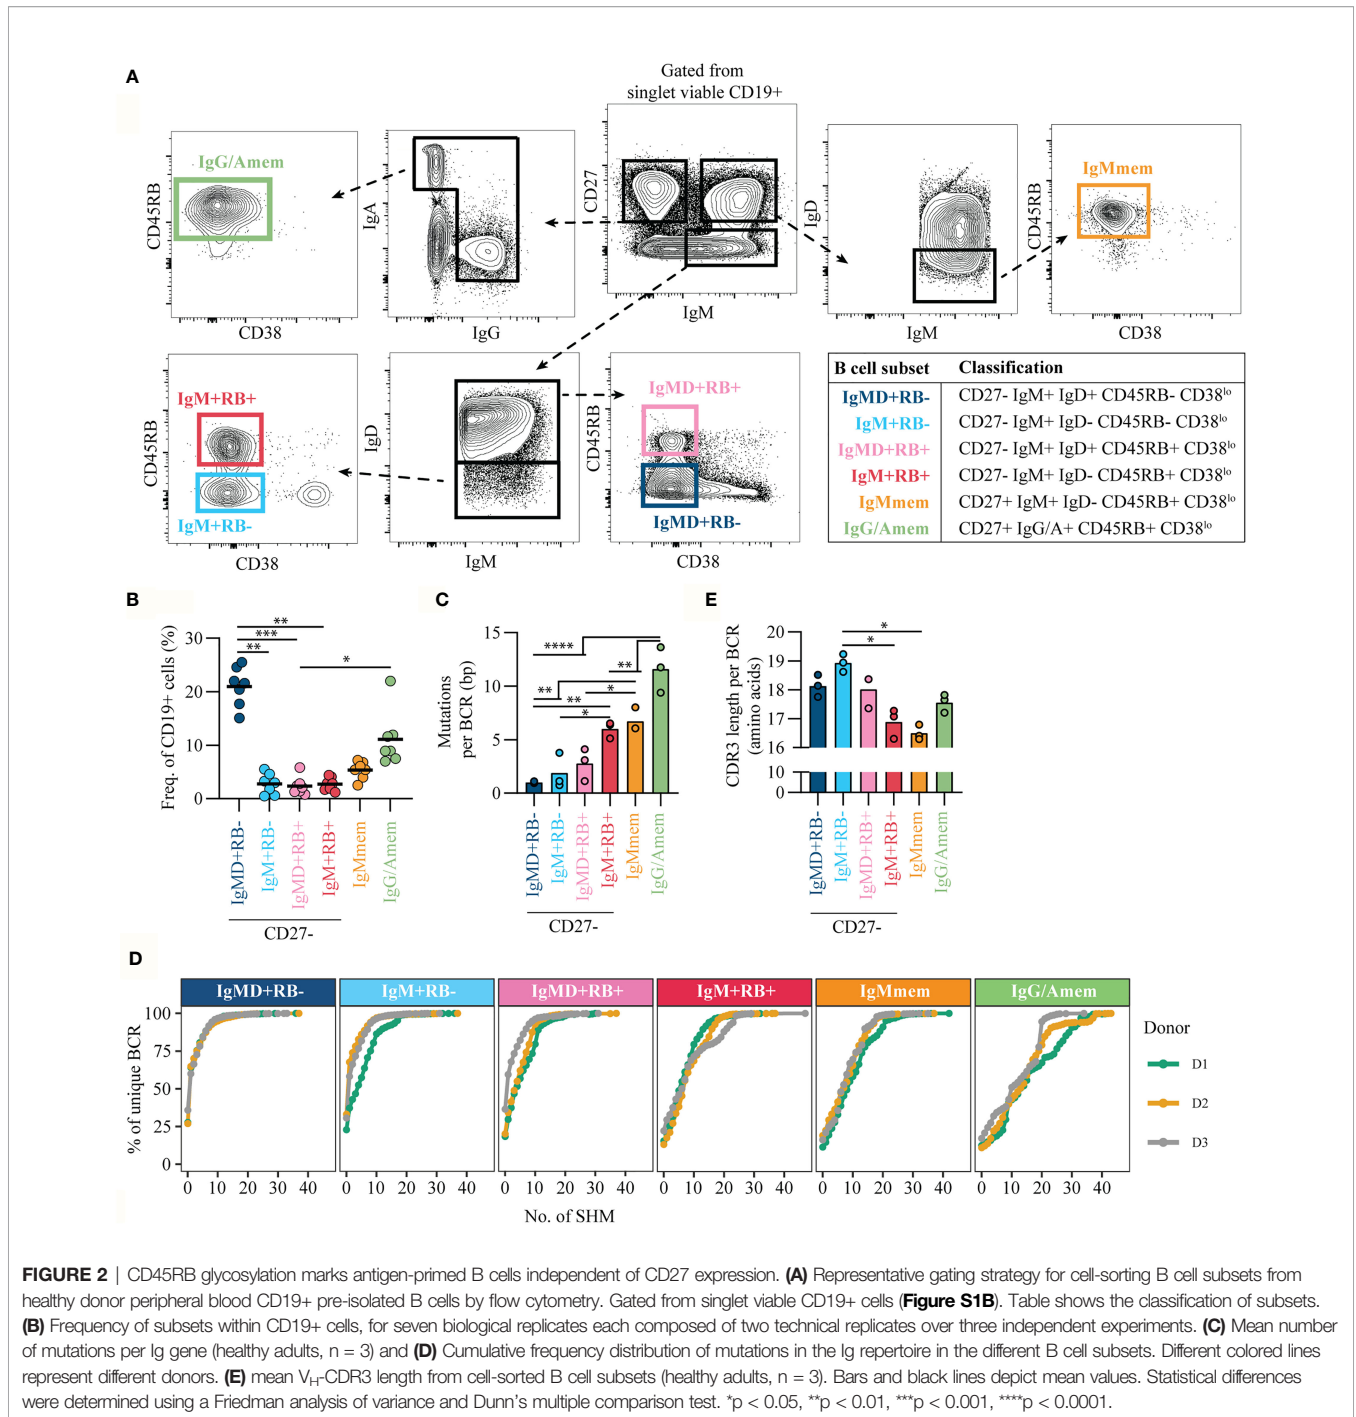 A
Gated from
singlet viable CD19+
IgG/Amem
CD45RB
CD38
IgA
IgG
CD27
IgM
IgD
IgM
IgMmem
CD45RB
CD38
IgM+RB+
CD45RB
IgM+RB-
CD38
IgD
IgM
IgMD+RB+
CD45RB
IgMD+RB-
CD38
B cell subset Classification
IgMD+RB- CD27- IgM+ IgD+ CD45RB- CD38lo
IgM+RB- CD27- IgM+ IgD- CD45RB- CD38lo
IgMD+RB+ CD27- IgM+ IgD+ CD45RB+ CD38lo
IgM+RB+ CD27- IgM+ IgD- CD45RB+ CD38lo
IgMmem CD27+ IgM+ IgD- CD45RB+ CD38lo
IgG/Amem CD27+ IgG/A+ CD45RB+ CD38lo
B
Freq. of CD19+ cells (%)
30
20
10
0
**
***
**
*
IgMD+RB-
IgM+RB-
IgMD+RB+
IgM+RB+
IgMmem
IgG/Amem
CD27-
C
Mutations
per BCR (bp)
15
10
5
0
****
**
**
*
**
*
IgMD+RB-
IgM+RB-
IgMD+RB+
IgM+RB+
IgMmem
IgG/Amem
CD27-
E
CDR3 length per BCR
(amino acids)
20
19
18
17
16
10
0
*
*
IgMD+RB-
IgM+RB-
IgMD+RB+
IgM+RB+
IgMmem
IgG/Amem
CD27-
D
IgMD+RB- IgM+RB- IgMD+RB+ IgM+RB+ IgMmem IgG/Amem
% of unique BCR
100
75
50
25
0
0 10 20 30 40 0 10 20 30 40 0 10 20 30 40 0 10 20 30 40 0 10 20 30 40 0 10 20 30 40
No. of SHM
Donor
D1
D2
D3
FIGURE 2 | CD45RB glycosylation marks antigen-primed B cells independent of CD27 expression. (A) Representative gating strategy for cell-sorting B cell subsets from
healthy donor peripheral blood CD19+ pre-isolated B cells by flow cytometry. Gated from singlet viable CD19+ cells (Figure S1B). Table shows the classification of subsets.
(B) Frequency of subsets within CD19+ cells, for seven biological replicates each composed of two technical replicates over three independent experiments. (C) Mean number
of mutations per Ig gene (healthy adults, n = 3) and (D) Cumulative frequency distribution of mutations in the Ig repertoire in the different B cell subsets. Different colored lines
represent different donors. (E) mean VH-CDR3 length from cell-sorted B cell subsets (healthy adults, n = 3). Bars and black lines depict mean values. Statistical differences
were determined using a Friedman analysis of variance and Dunn's multiple comparison test. *p < 0.05, **p < 0.01, ***p < 0.001, ****p < 0.0001.